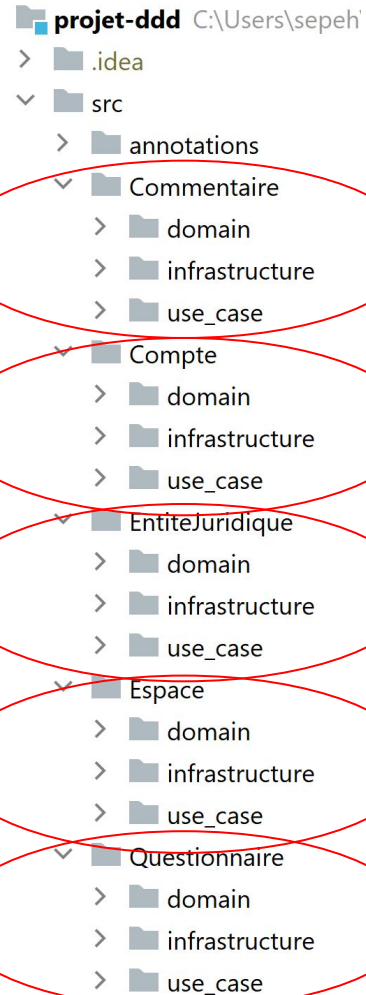 projet-ddd C:\Users\sepeh
.idea
src
annotations
Commentaire
domain
infrastructure
use_case
Compte
domain
infrastructure
use_case
EntiteJuridique
domain
infrastructure
use_case
Espace
domain
infrastructure
use_case
Questionnaire
domain
infrastructure
use_case